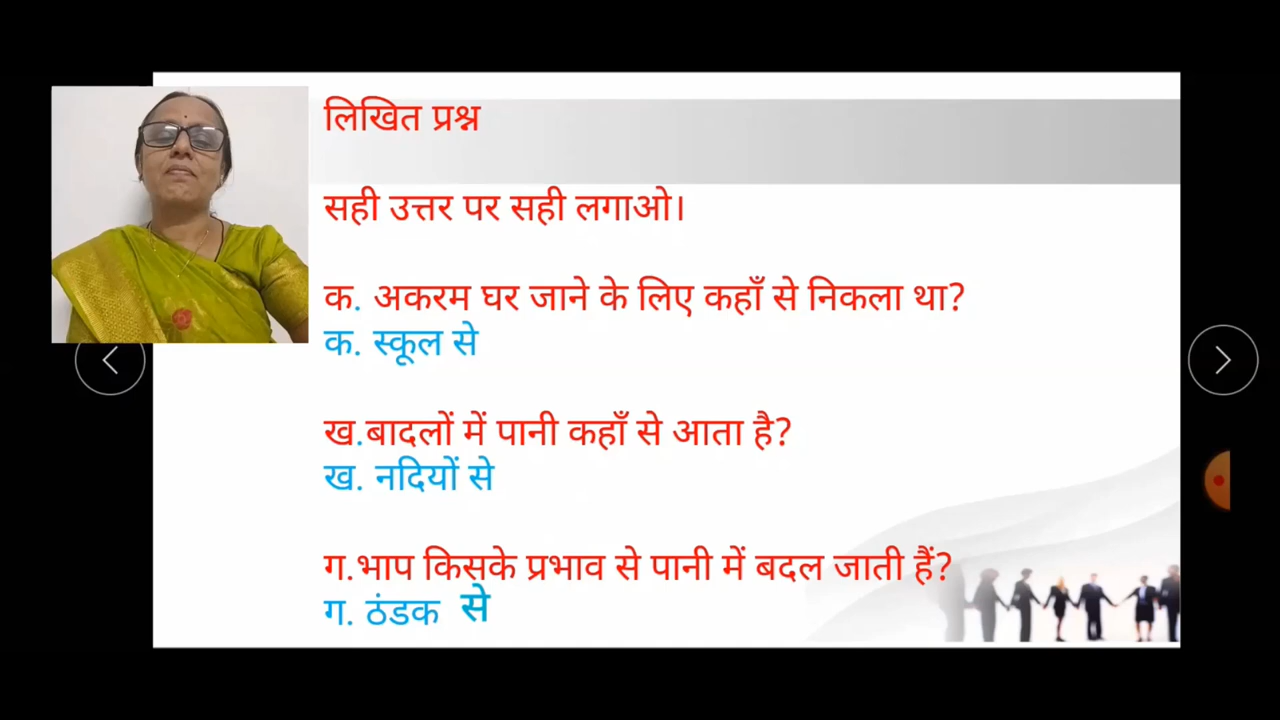 लिखित प्रश्न
सही उत्तर पर सही लगाओ।
क. अकरम घर जाने के लिए कहाँ से निकला था?
क. स्कूल से
ख.बादलों में पानी कहाँ से आता है?
ख. नदियों से
ग.भाप किसके प्रभाव से पानी में बदल जाती हैं?
ग. ठंडक से